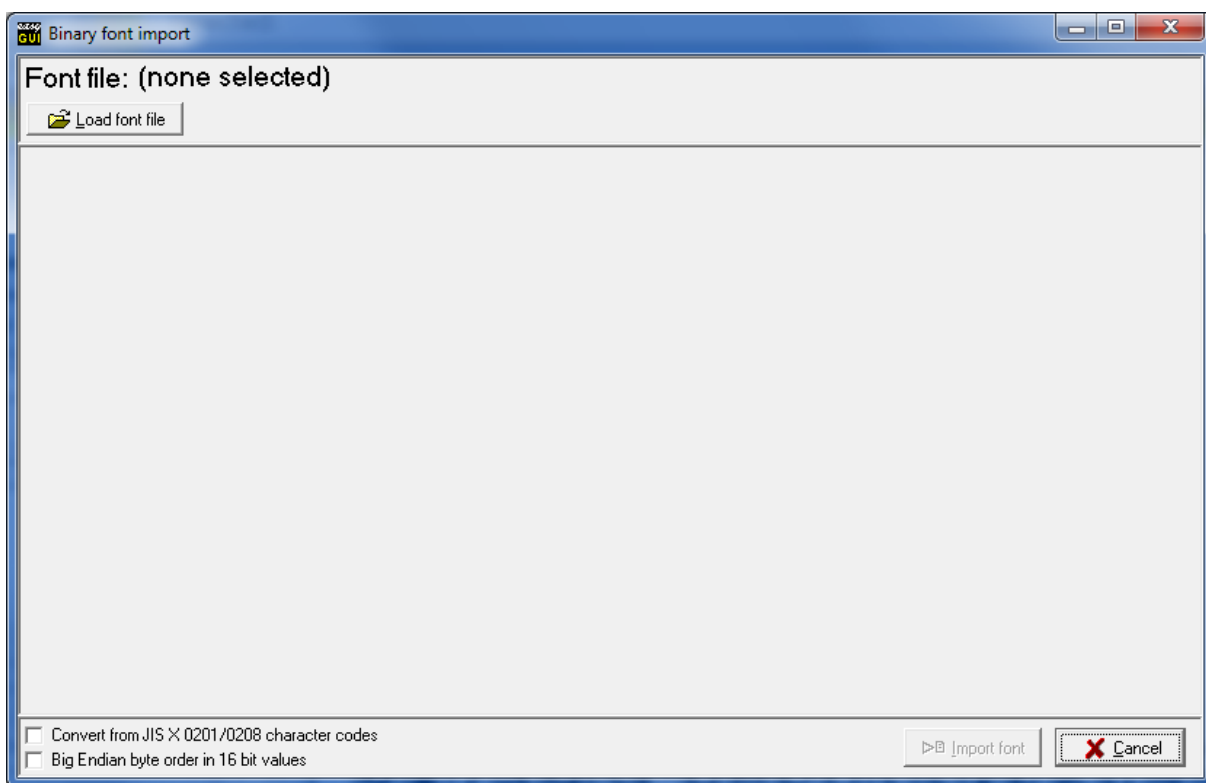 GUI Binary font import
Font file: (none selected)
Load font file
Convert from JIS X 0201/0208 character codes
Big Endian byte order in 16 bit values
Import font
Cancel